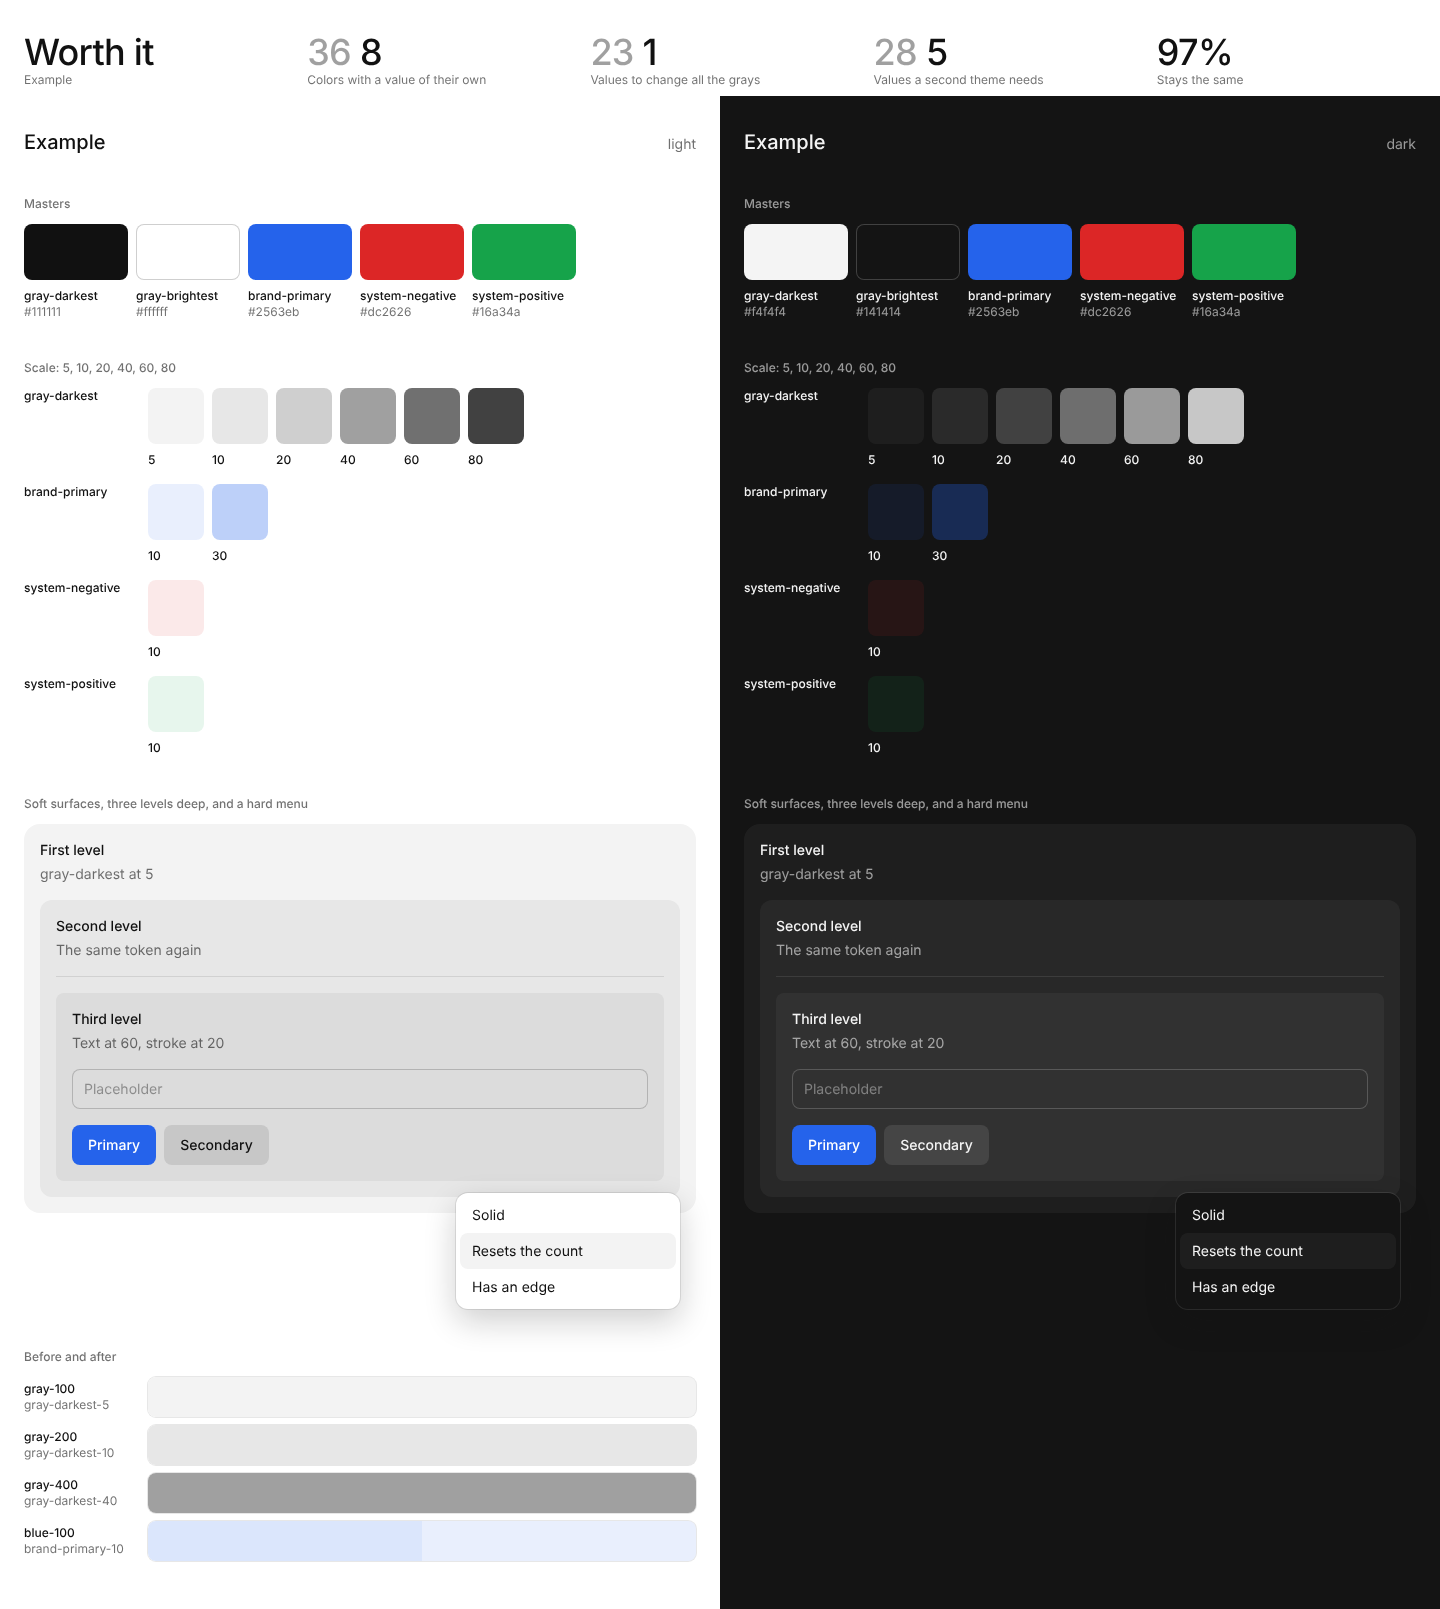 Worth it
Example
36 8
Colors with a value of their own
23 1
Values to change all the grays
28 5
Values a second theme needs
97%
Stays the same
Example
light
Masters
gray-darkest
#111111
gray-brightest
#ffffff
brand-primary
#2563eb
system-negative
#dc2626
system-positive
#16a34a
Scale: 5, 10, 20, 40, 60, 80
gray-darkest
5
10
20
40
60
80
brand-primary
10
30
system-negative
10
system-positive
10
Soft surfaces, three levels deep, and a hard menu
First level
gray-darkest at 5
Second level
The same token again
Third level
Text at 60, stroke at 20
Placeholder
Primary
Secondary
Solid
Resets the count
Has an edge
Before and after
gray-100
gray-darkest-5
gray-200
gray-darkest-10
gray-400
gray-darkest-40
blue-100
brand-primary-10
Example
dark
Masters
gray-darkest
#f4f4f4
gray-brightest
#141414
brand-primary
#2563eb
system-negative
#dc2626
system-positive
#16a34a
Scale: 5, 10, 20, 40, 60, 80
gray-darkest
5
10
20
40
60
80
brand-primary
10
30
system-negative
10
system-positive
10
Soft surfaces, three levels deep, and a hard menu
First level
gray-darkest at 5
Second level
The same token again
Third level
Text at 60, stroke at 20
Placeholder
Primary
Secondary
Solid
Resets the count
Has an edge